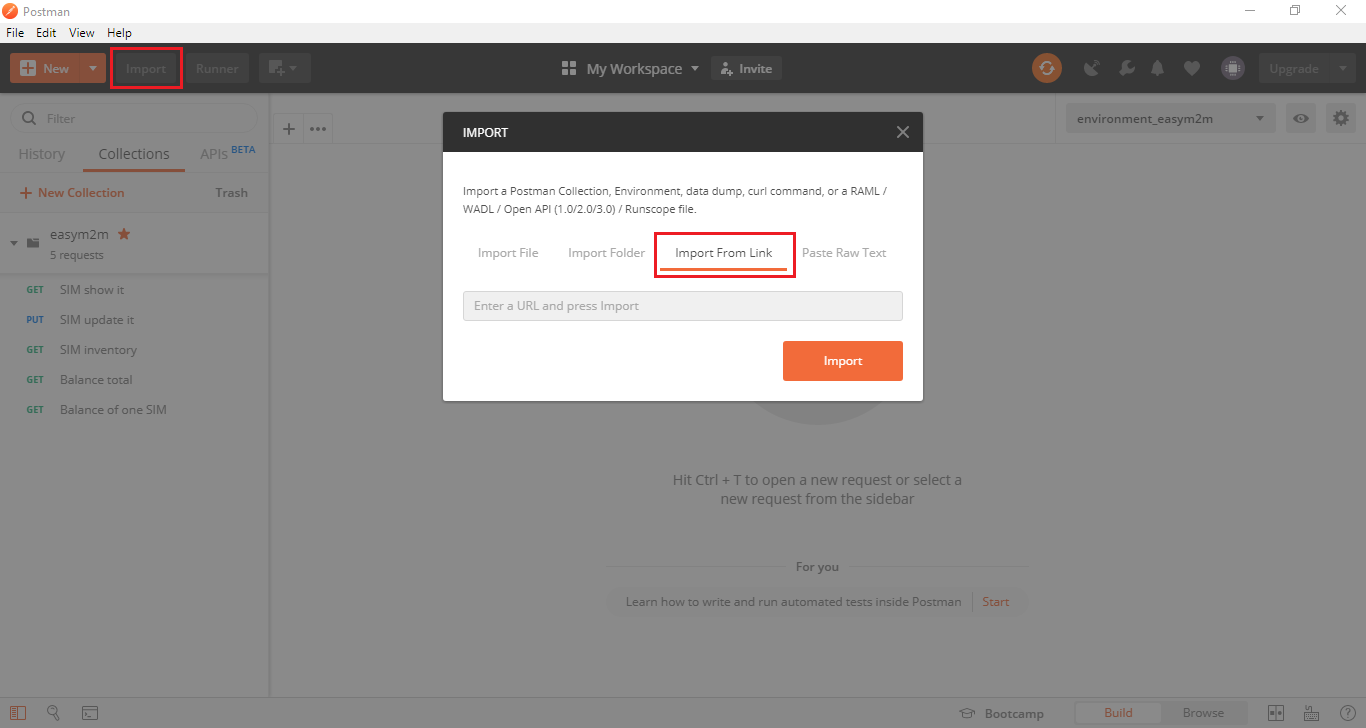 Postman
File Edit View Help
New Import Runner My Workspace Invite Upgrade
Filter
History Collections APIs BETA
New Collection Trash
easym2m
5 requests
GET SIM show it
PUT SIM update it
GET SIM inventory
GET Balance total
GET Balance of one SIM
environment_easym2m
IMPORT
Import a Postman Collection, Environment, data dump, curl command, or a RAML /
WADL / Open API (1.0/2.0/3.0) / Runscope file.
Import File Import Folder Import From Link Paste Raw Text
Enter a URL and press Import
Import
Hit Ctrl + T to open a new request or select a
new request from the sidebar
For you
Learn how to write and run automated tests inside Postman Start
Bootcamp Build Browse